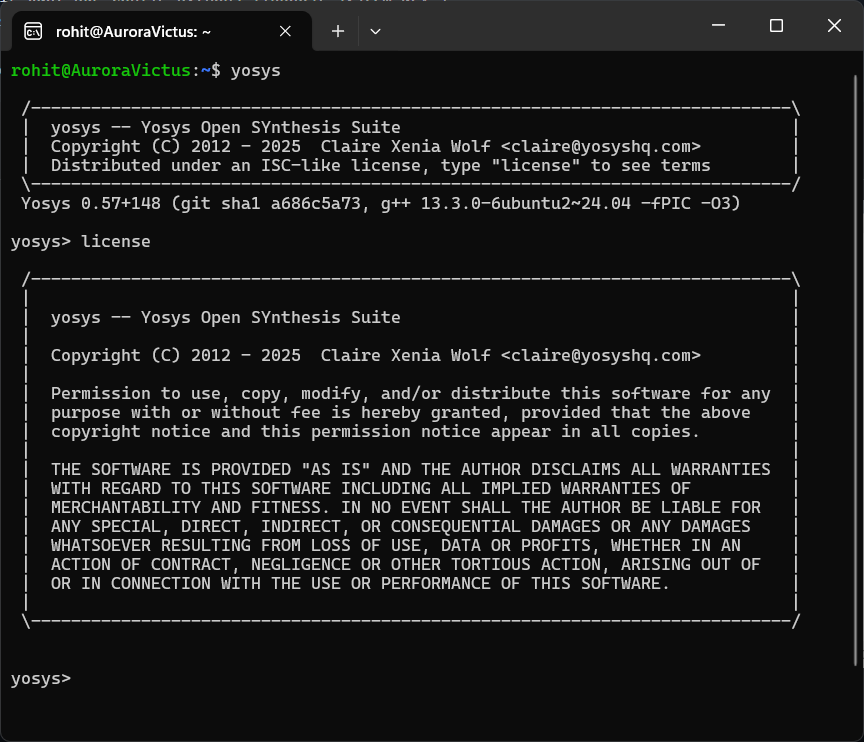 rohit@AuroraVictus: ~
rohit@AuroraVictus:~$ yosys
/----------------------------------------------------------------------------\
| yosys -- Yosys Open SYnthesis Suite |
| Copyright (C) 2012 - 2025  Claire Xenia Wolf <claire@yosyshq.com> |
| Distributed under an ISC-like license, type "license" to see terms |
\----------------------------------------------------------------------------/
Yosys 0.57+148 (git sha1 a686c5a73, g++ 13.3.0-6ubuntu2~24.04 -fPIC -O3)
yosys> license
/----------------------------------------------------------------------------\
| |
| yosys -- Yosys Open SYnthesis Suite |
| |
| Copyright (C) 2012 - 2025  Claire Xenia Wolf <claire@yosyshq.com> |
| |
| Permission to use, copy, modify, and/or distribute this software for any |
| purpose with or without fee is hereby granted, provided that the above |
| copyright notice and this permission notice appear in all copies. |
| |
| THE SOFTWARE IS PROVIDED "AS IS" AND THE AUTHOR DISCLAIMS ALL WARRANTIES |
| WITH REGARD TO THIS SOFTWARE INCLUDING ALL IMPLIED WARRANTIES OF |
| MERCHANTABILITY AND FITNESS. IN NO EVENT SHALL THE AUTHOR BE LIABLE FOR |
| ANY SPECIAL, DIRECT, INDIRECT, OR CONSEQUENTIAL DAMAGES OR ANY DAMAGES |
| WHATSOEVER RESULTING FROM LOSS OF USE, DATA OR PROFITS, WHETHER IN AN |
| ACTION OF CONTRACT, NEGLIGENCE OR OTHER TORTIOUS ACTION, ARISING OUT OF |
| OR IN CONNECTION WITH THE USE OR PERFORMANCE OF THIS SOFTWARE. |
| |
\----------------------------------------------------------------------------/
yosys>